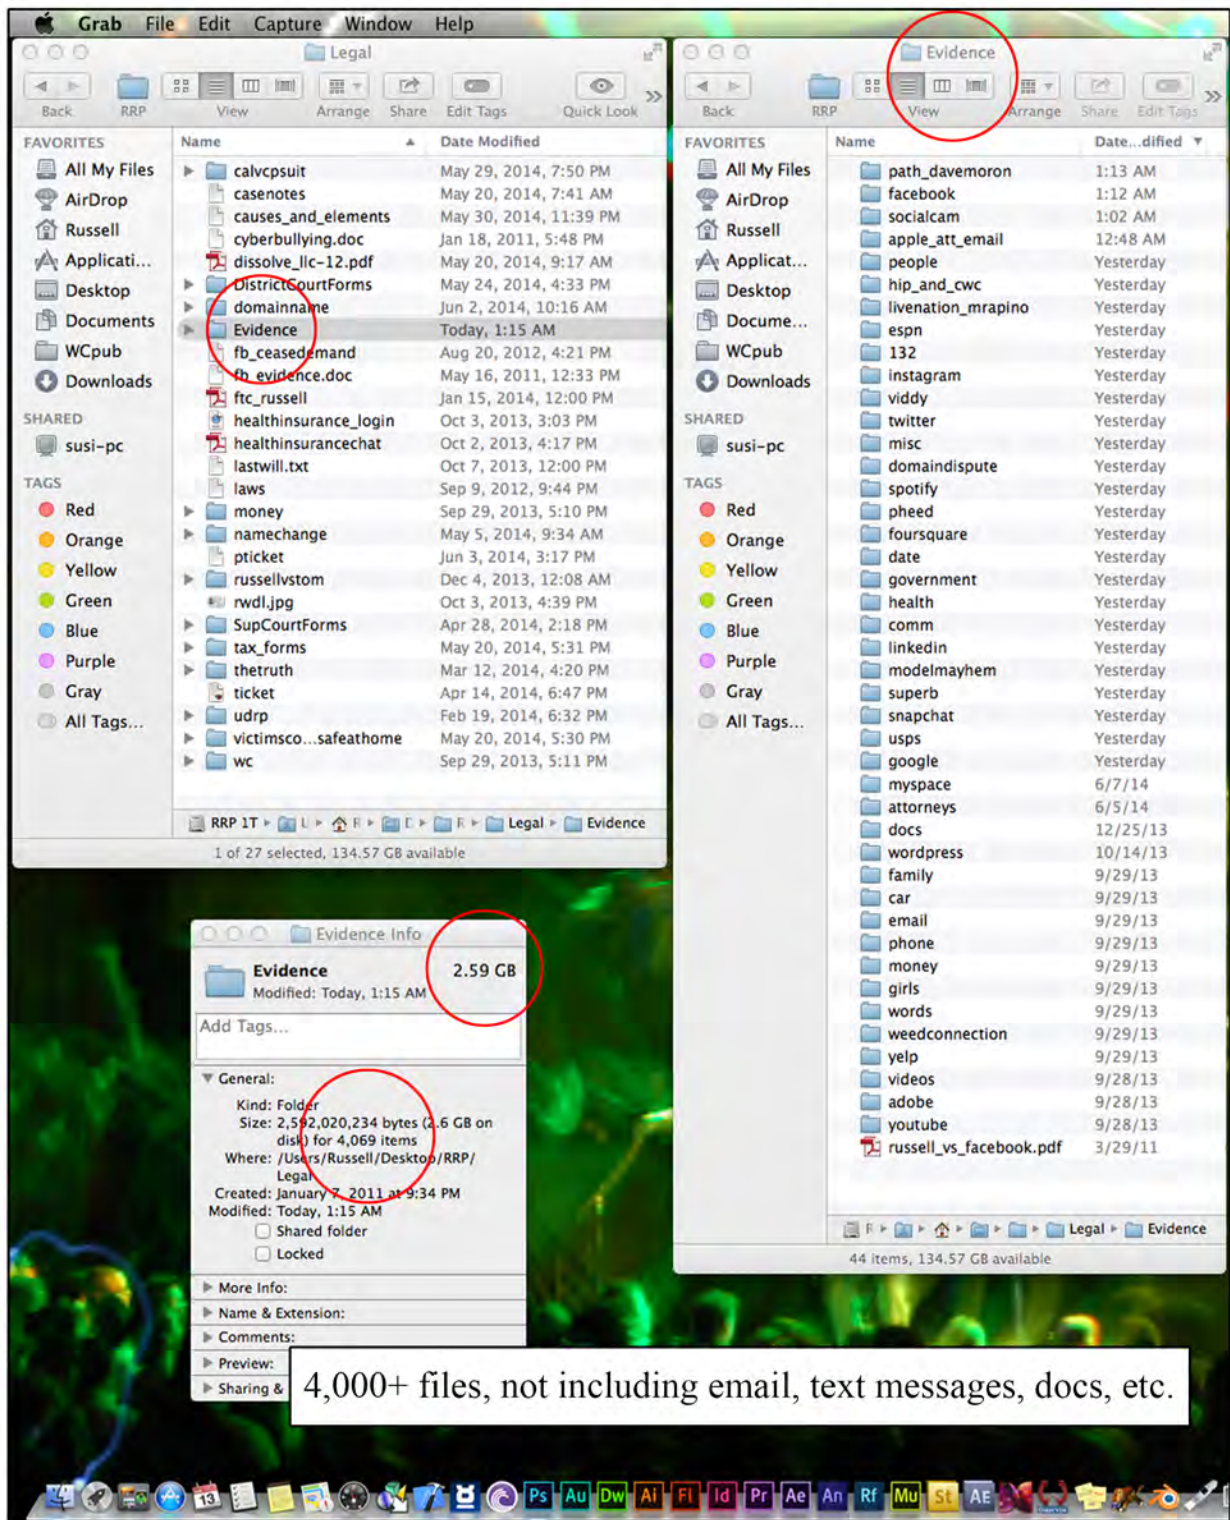 Grab File Edit Capture Window Help
Legal
Back RRP View Arrange Share Edit Tags Quick Look
FAVORITES
All My Files
AirDrop
Russell
Applicati...
Desktop
Documents
WCpub
Downloads
SHARED
susi-pc
TAGS
Red
Orange
Yellow
Green
Blue
Purple
Gray
All Tags...
Name Date Modified
calvcpsuit May 29, 2014, 7:50 PM
casenotes May 20, 2014, 7:41 AM
causes_and_elements May 30, 2014, 11:39 PM
cyberbullying.doc Jan 18, 2011, 5:48 PM
dissolve_llc-12.pdf May 20, 2014, 9:17 AM
DistrictCourtForms May 24, 2014, 4:33 PM
domainname Jun 2, 2014, 10:16 AM
Evidence Today, 1:15 AM
fb_ceasedemand Aug 20, 2012, 4:21 PM
fb_evidence.doc May 16, 2011, 12:33 PM
ftc_russell Jan 15, 2014, 12:00 PM
healthinsurance_login Oct 3, 2013, 3:03 PM
healthinsurancechat Oct 2, 2013, 4:17 PM
lastwill.txt Oct 7, 2013, 12:00 PM
laws Sep 9, 2012, 9:44 PM
money Sep 29, 2013, 5:10 PM
namechange May 5, 2014, 9:34 AM
pticket Jun 3, 2014, 3:17 PM
russellvstom Dec 4, 2013, 12:08 AM
rwdl.jpg Oct 3, 2013, 4:39 PM
SupCourtForms Apr 28, 2014, 2:18 PM
tax_forms May 20, 2014, 5:31 PM
thetruth Mar 12, 2014, 4:20 PM
ticket Apr 14, 2014, 6:47 PM
udrp Feb 19, 2014, 6:32 PM
victimsco...safeathome May 20, 2014, 5:30 PM
wc Sep 29, 2013, 5:11 PM
RRP 1T Legal Evidence
1 of 27 selected, 134.57 GB available
Evidence
Back RRP View Arrange Share Edit Tags
FAVORITES
All My Files
AirDrop
Russell
Applicat...
Desktop
Docume...
WCpub
Downloads
SHARED
susi-pc
TAGS
Red
Orange
Yellow
Green
Blue
Purple
Gray
All Tags...
Name Date...dified
path_davemoron 1:13 AM
facebook 1:12 AM
socialcam 1:02 AM
apple_att_email 12:48 AM
people Yesterday
hip_and_cwc Yesterday
livenation_mrapino Yesterday
espn Yesterday
132 Yesterday
instagram Yesterday
viddy Yesterday
twitter Yesterday
misc Yesterday
domaindispute Yesterday
spotify Yesterday
pheed Yesterday
foursquare Yesterday
date Yesterday
government Yesterday
health Yesterday
comm Yesterday
linkedin Yesterday
modelmayhem Yesterday
superb Yesterday
snapchat Yesterday
usps Yesterday
google Yesterday
myspace 6/7/14
attorneys 6/5/14
docs 12/25/13
wordpress 10/14/13
family 9/29/13
car 9/29/13
email 9/29/13
phone 9/29/13
money 9/29/13
girls 9/29/13
words 9/29/13
weedconnection 9/29/13
yelp 9/29/13
videos 9/28/13
adobe 9/28/13
youtube 9/28/13
russell_vs_facebook.pdf 3/29/11
Legal Evidence
44 items, 134.57 GB available
Evidence Info
Evidence 2.59 GB
Modified: Today, 1:15 AM
Add Tags...
General:
Kind: Folder
Size: 2,592,020,234 bytes (2.6 GB on
disk) for 4,069 items
Where: /Users/Russell/Desktop/RRP/
Legal
Created: January 7, 2011 at 9:34 PM
Modified: Today, 1:15 AM
Shared folder
Locked
More Info:
Name & Extension:
Comments:
Preview:
Sharing &
4,000+ files, not including email, text messages, docs, etc.
13 Ps Au Dw Ai Fl Id Pr Ae An Rf Mu St AE